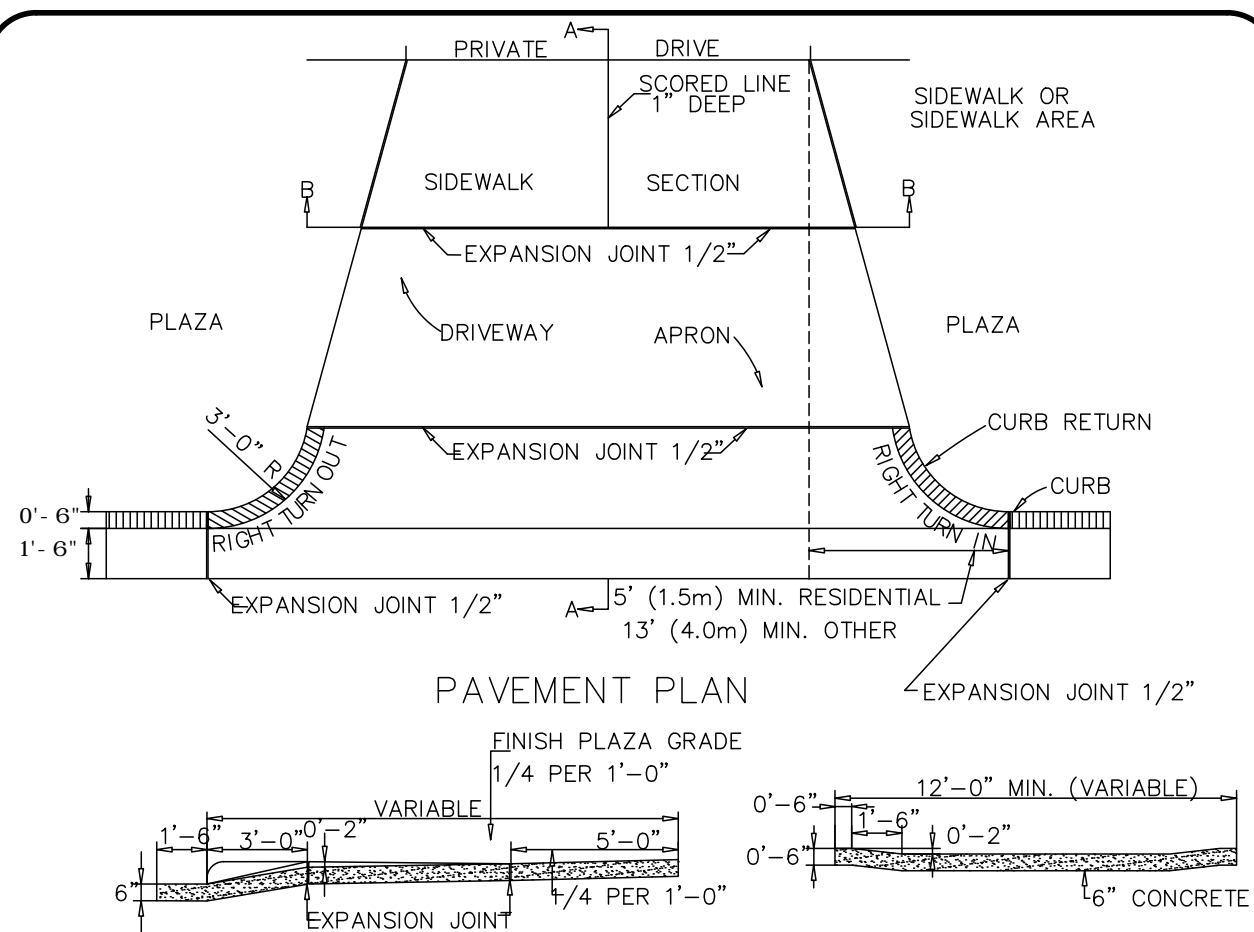 A
PRIVATE DRIVE
SCORED LINE
1” DEEP
SIDEWALK OR
SIDEWALK AREA
SIDEWALK SECTION
B
B
EXPANSION JOINT 1/2”
PLAZA
DRIVEWAY
APRON
PLAZA
3’-0” R
CURB RETURN
EXPANSION JOINT 1/2”
RIGHT TURN OUT
RIGHT TURN IN
CURB
0'- 6"
1'- 6"
EXPANSION JOINT 1/2”
A
5’ (1.5m) MIN. RESIDENTIAL
13’ (4.0m) MIN. OTHER
PAVEMENT PLAN
EXPANSION JOINT 1/2”
FINISH PLAZA GRADE
1/4 PER 1’-0”
VARIABLE
1’-6”
3’-0”
0’-2”
5’-0”
6”
1/4 PER 1’-0”
EXPANSION JOINT
12’-0” MIN. (VARIABLE)
0’-6”
1’-6”
0’-2”
0’-6”
6” CONCRETE